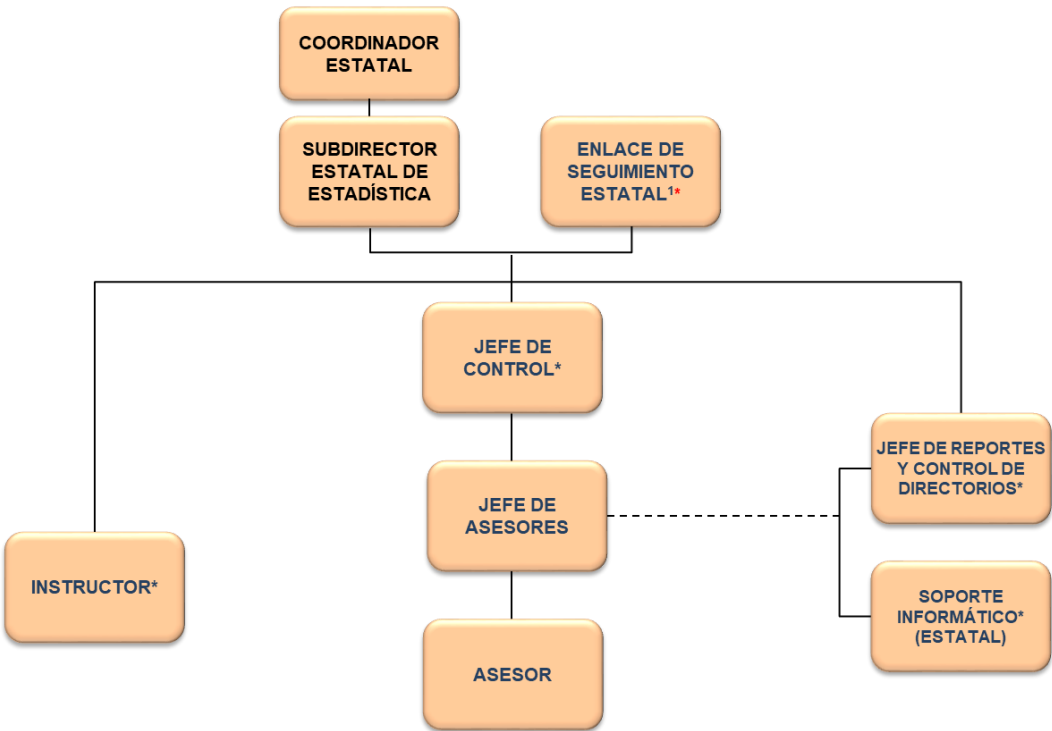 COORDINADOR
ESTATAL
SUBDIRECTOR
ESTATAL DE
ESTADÍSTICA
ENLACE DE
SEGUIMIENTO
ESTATAL¹*
JEFE DE
CONTROL*
JEFE DE REPORTES
Y CONTROL DE
DIRECTORIOS*
JEFE DE
ASESORES
INSTRUCTOR*
SOPORTE
INFORMÁTICO*
(ESTATAL)
ASESOR